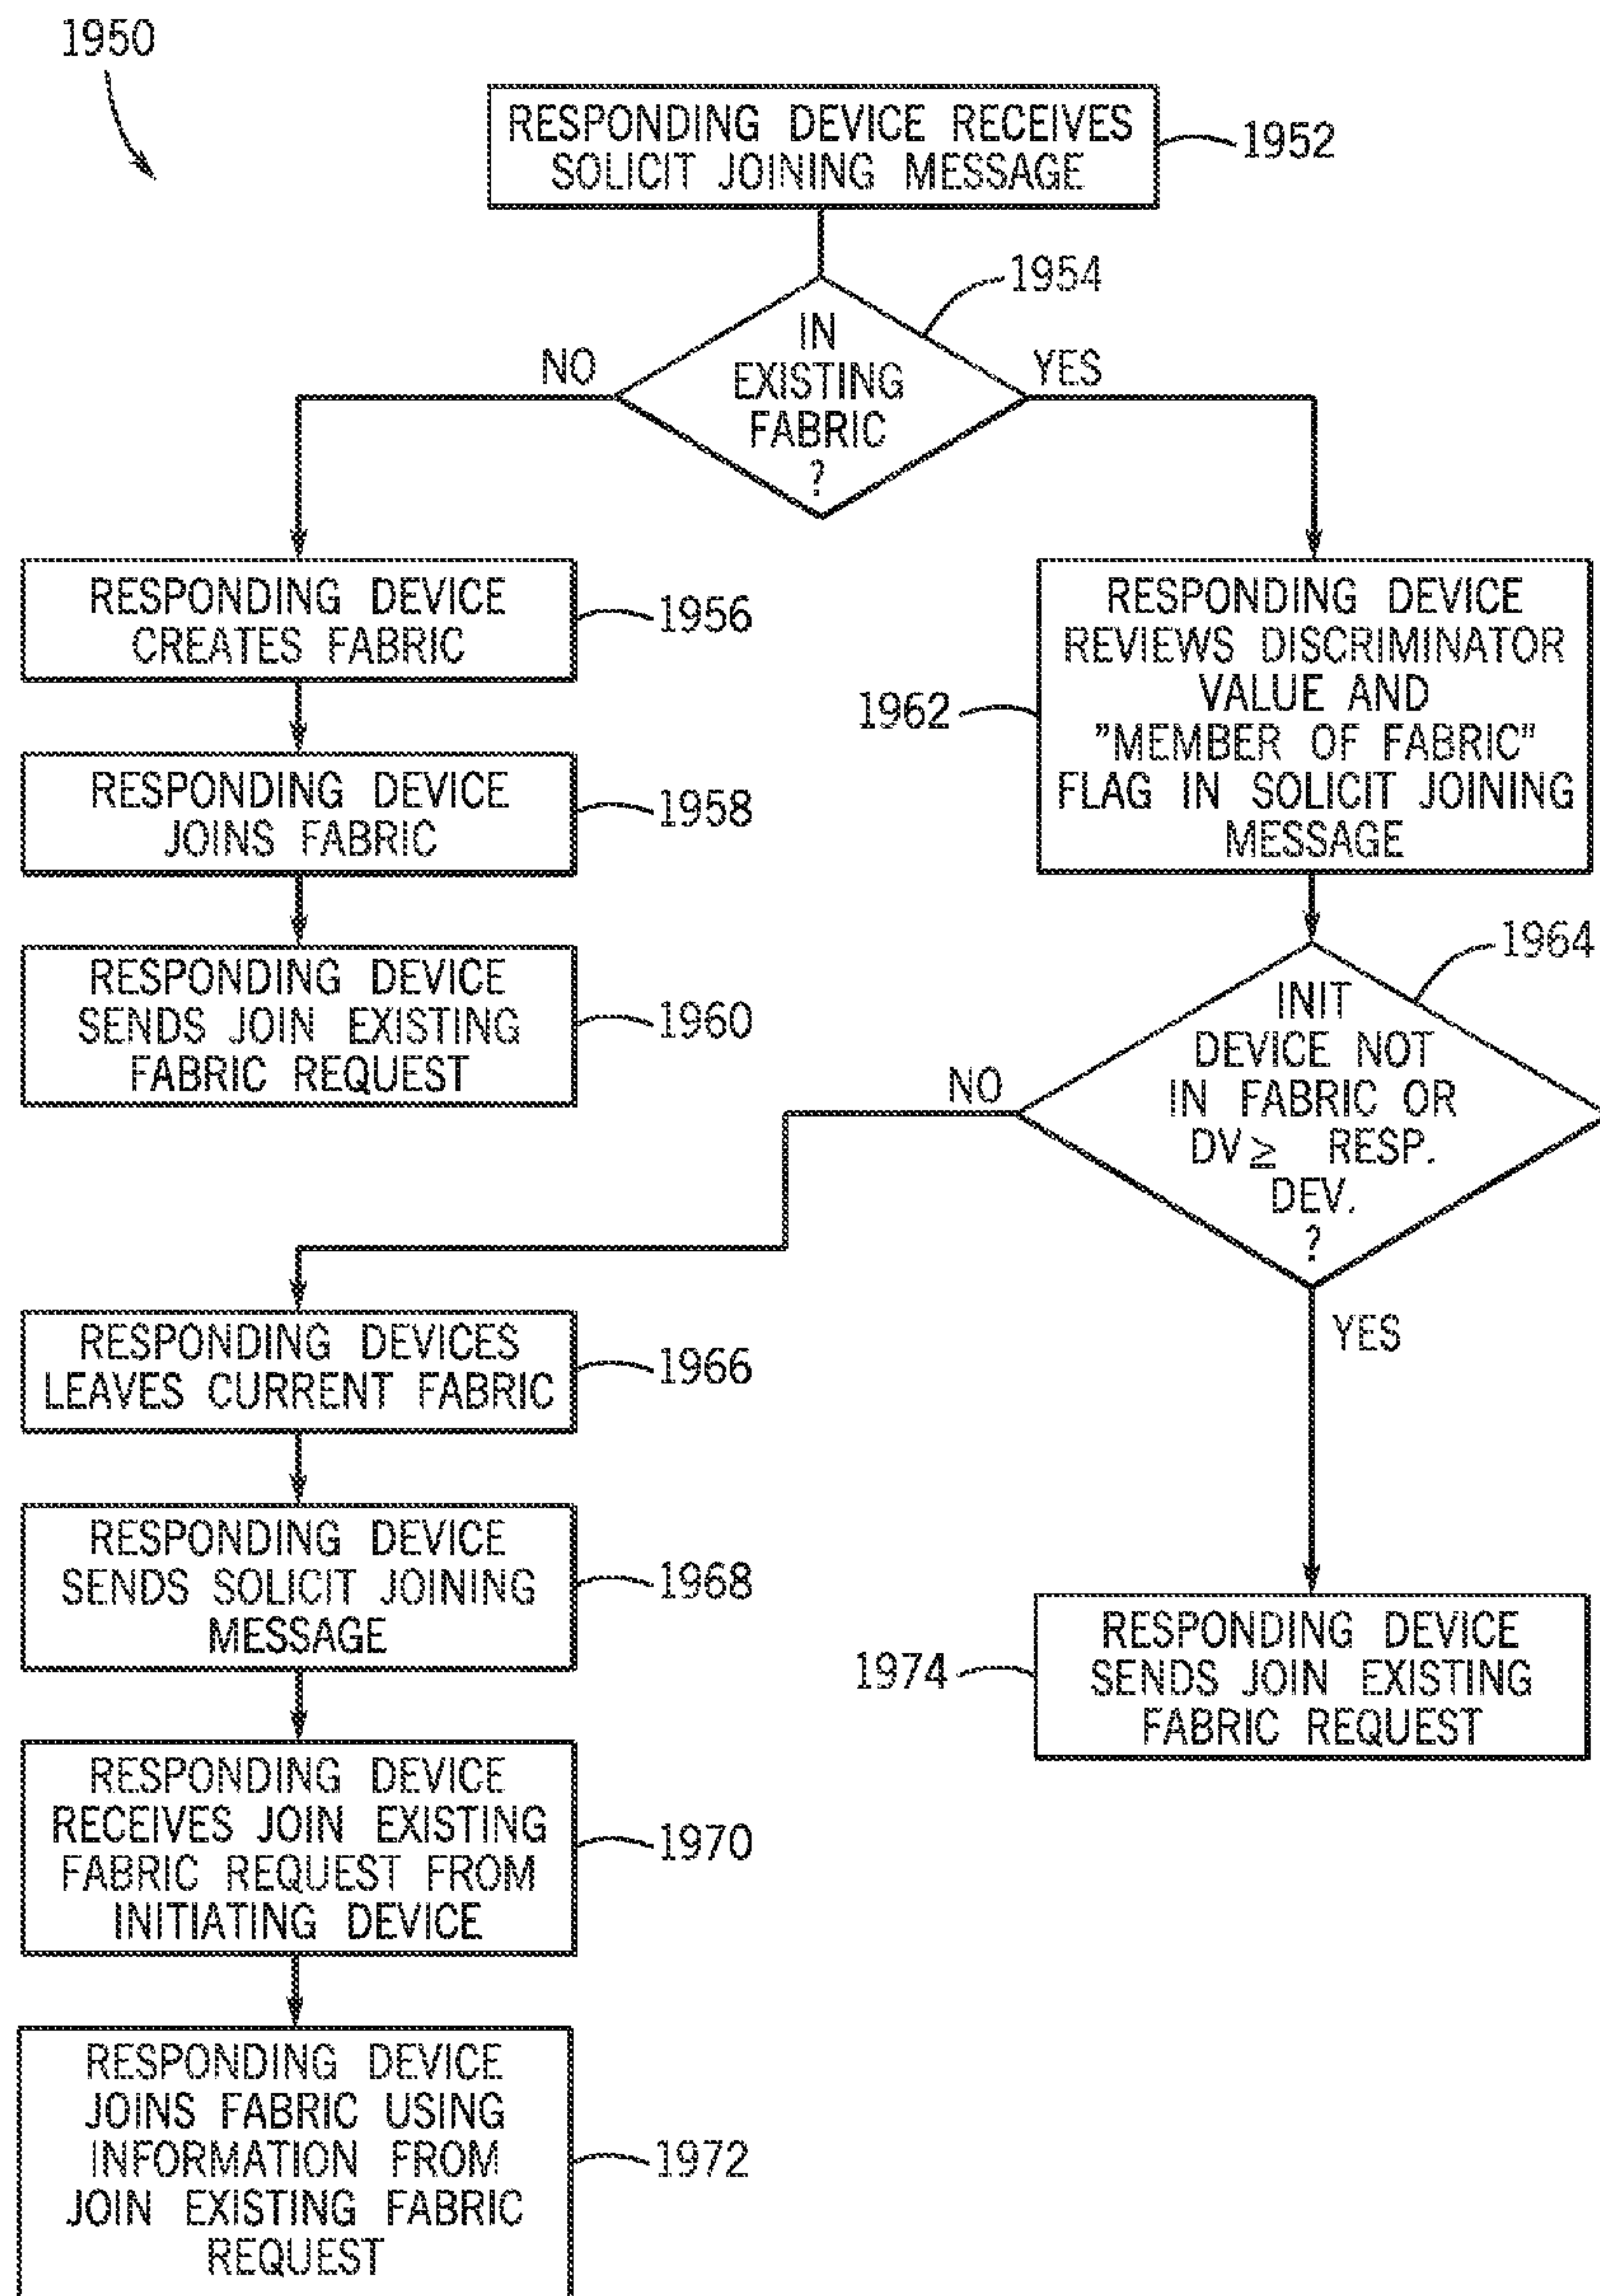 1950
RESPONDING DEVICE RECEIVES
SOLICIT JOINING MESSAGE
1952
1954
IN
EXISTING
FABRIC
?
NO
YES
RESPONDING DEVICE
CREATES FABRIC
1956
RESPONDING DEVICE
JOINS FABRIC
1958
RESPONDING DEVICE
SENDS JOIN EXISTING
FABRIC REQUEST
1960
RESPONDING DEVICE
REVIEWS DISCRIMINATOR
VALUE AND
"MEMBER OF FABRIC"
FLAG IN SOLICIT JOINING
MESSAGE
1962
1964
INIT
DEVICE NOT
IN FABRIC OR
DV ≥ RESP.
DEV.
?
NO
YES
RESPONDING DEVICES
LEAVES CURRENT FABRIC
1966
RESPONDING DEVICE
SENDS SOLICIT JOINING
MESSAGE
1968
RESPONDING DEVICE
RECEIVES JOIN EXISTING
FABRIC REQUEST FROM
INITIATING DEVICE
1970
RESPONDING DEVICE
JOINS FABRIC USING
INFORMATION FROM
JOIN EXISTING FABRIC
REQUEST
1972
1974
RESPONDING DEVICE
SENDS JOIN EXISTING
FABRIC REQUEST